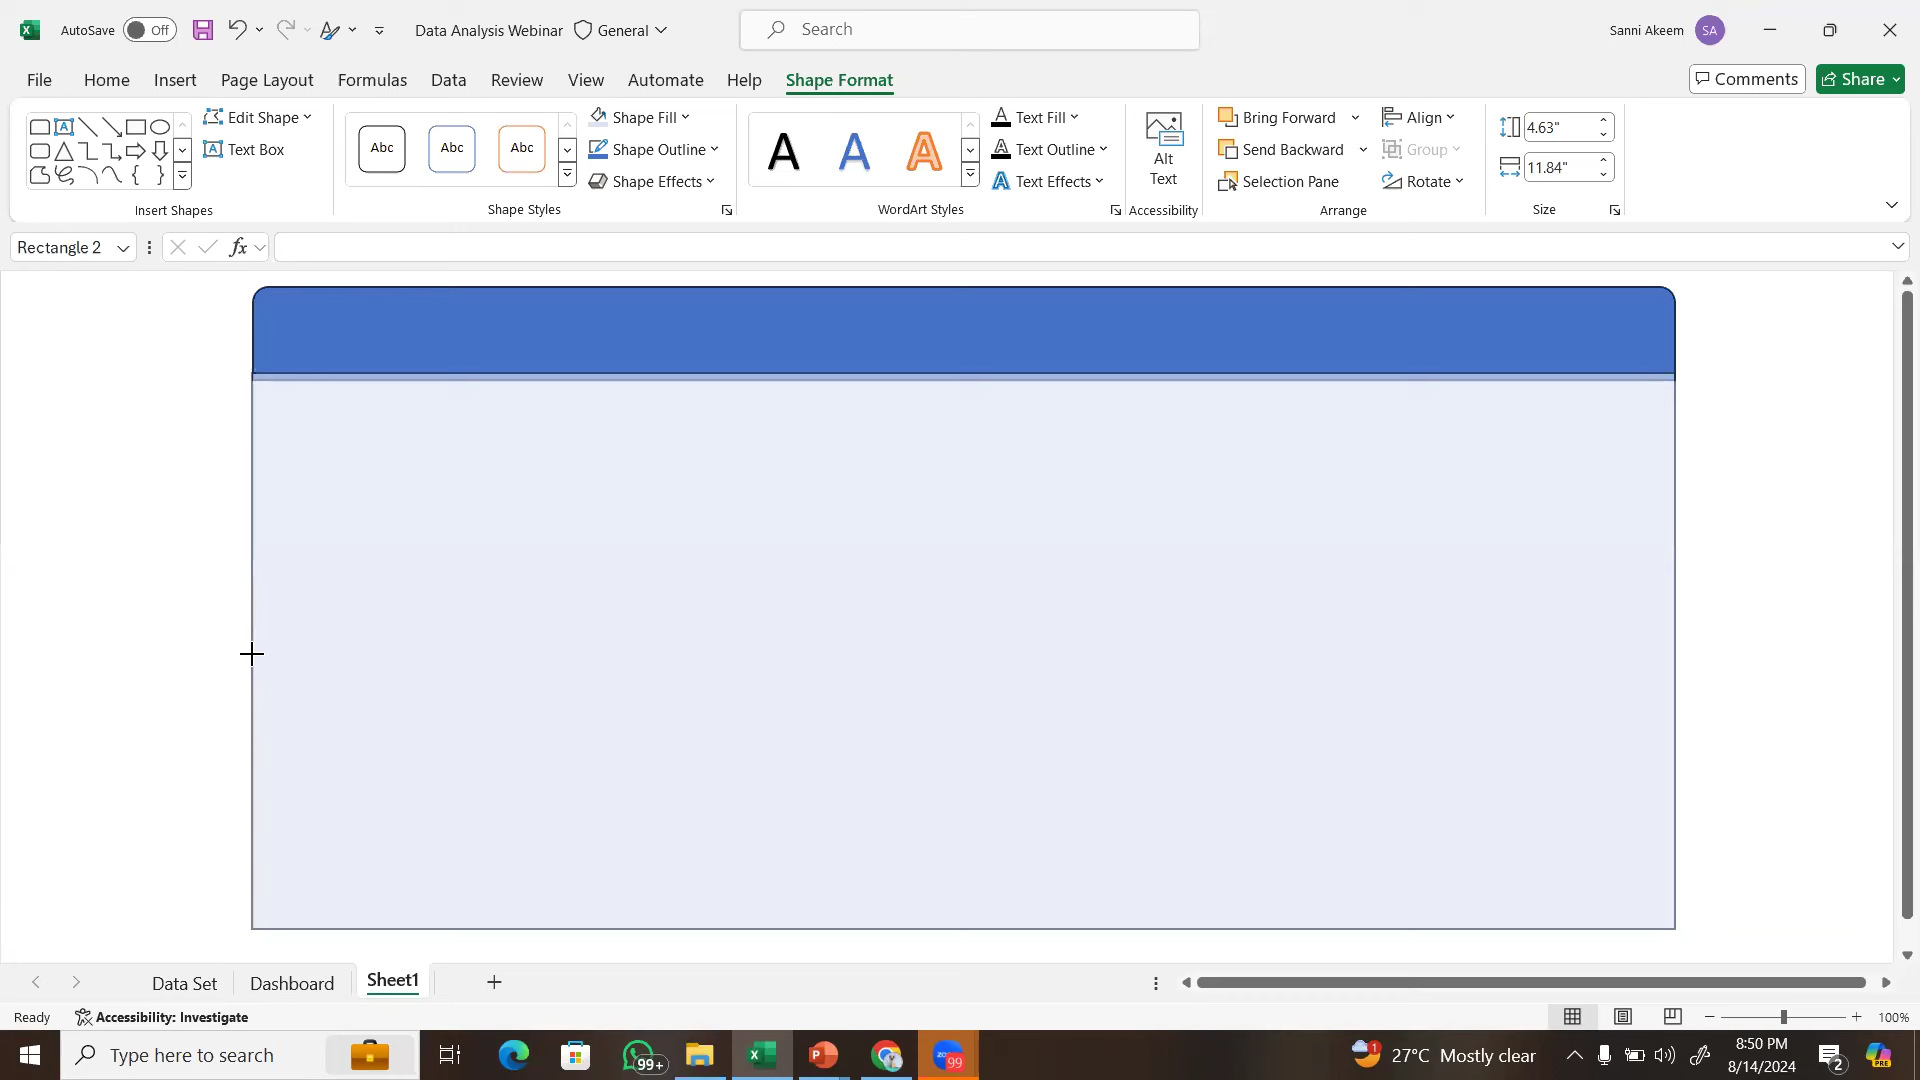 AutoSave Off Data Analysis Webinar General Search Sanni Akeem SA
File Home Insert Page Layout Formulas Data Review View Automate Help Shape Format Comments Share
Edit Shape
Text Box
Insert Shapes
Abc Abc Abc
Shape Fill
Shape Outline
Shape Effects
Shape Styles
A A A
Text Fill
Text Outline
Text Effects
WordArt Styles
Alt
Text
Accessibility
Bring Forward
Send Backward
Selection Pane
Align
Group
Rotate
Arrange
4.63"
11.84"
Size
Rectangle 2 fx
Data Set Dashboard Sheet1
Ready Accessibility: Investigate 100%
Type here to search 99+ 99 1 27°C Mostly clear 8:50 PM
8/14/2024 2 PRE